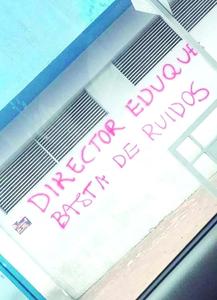 DIRECTOR EDUQUE
BASTA DE RUIDOS